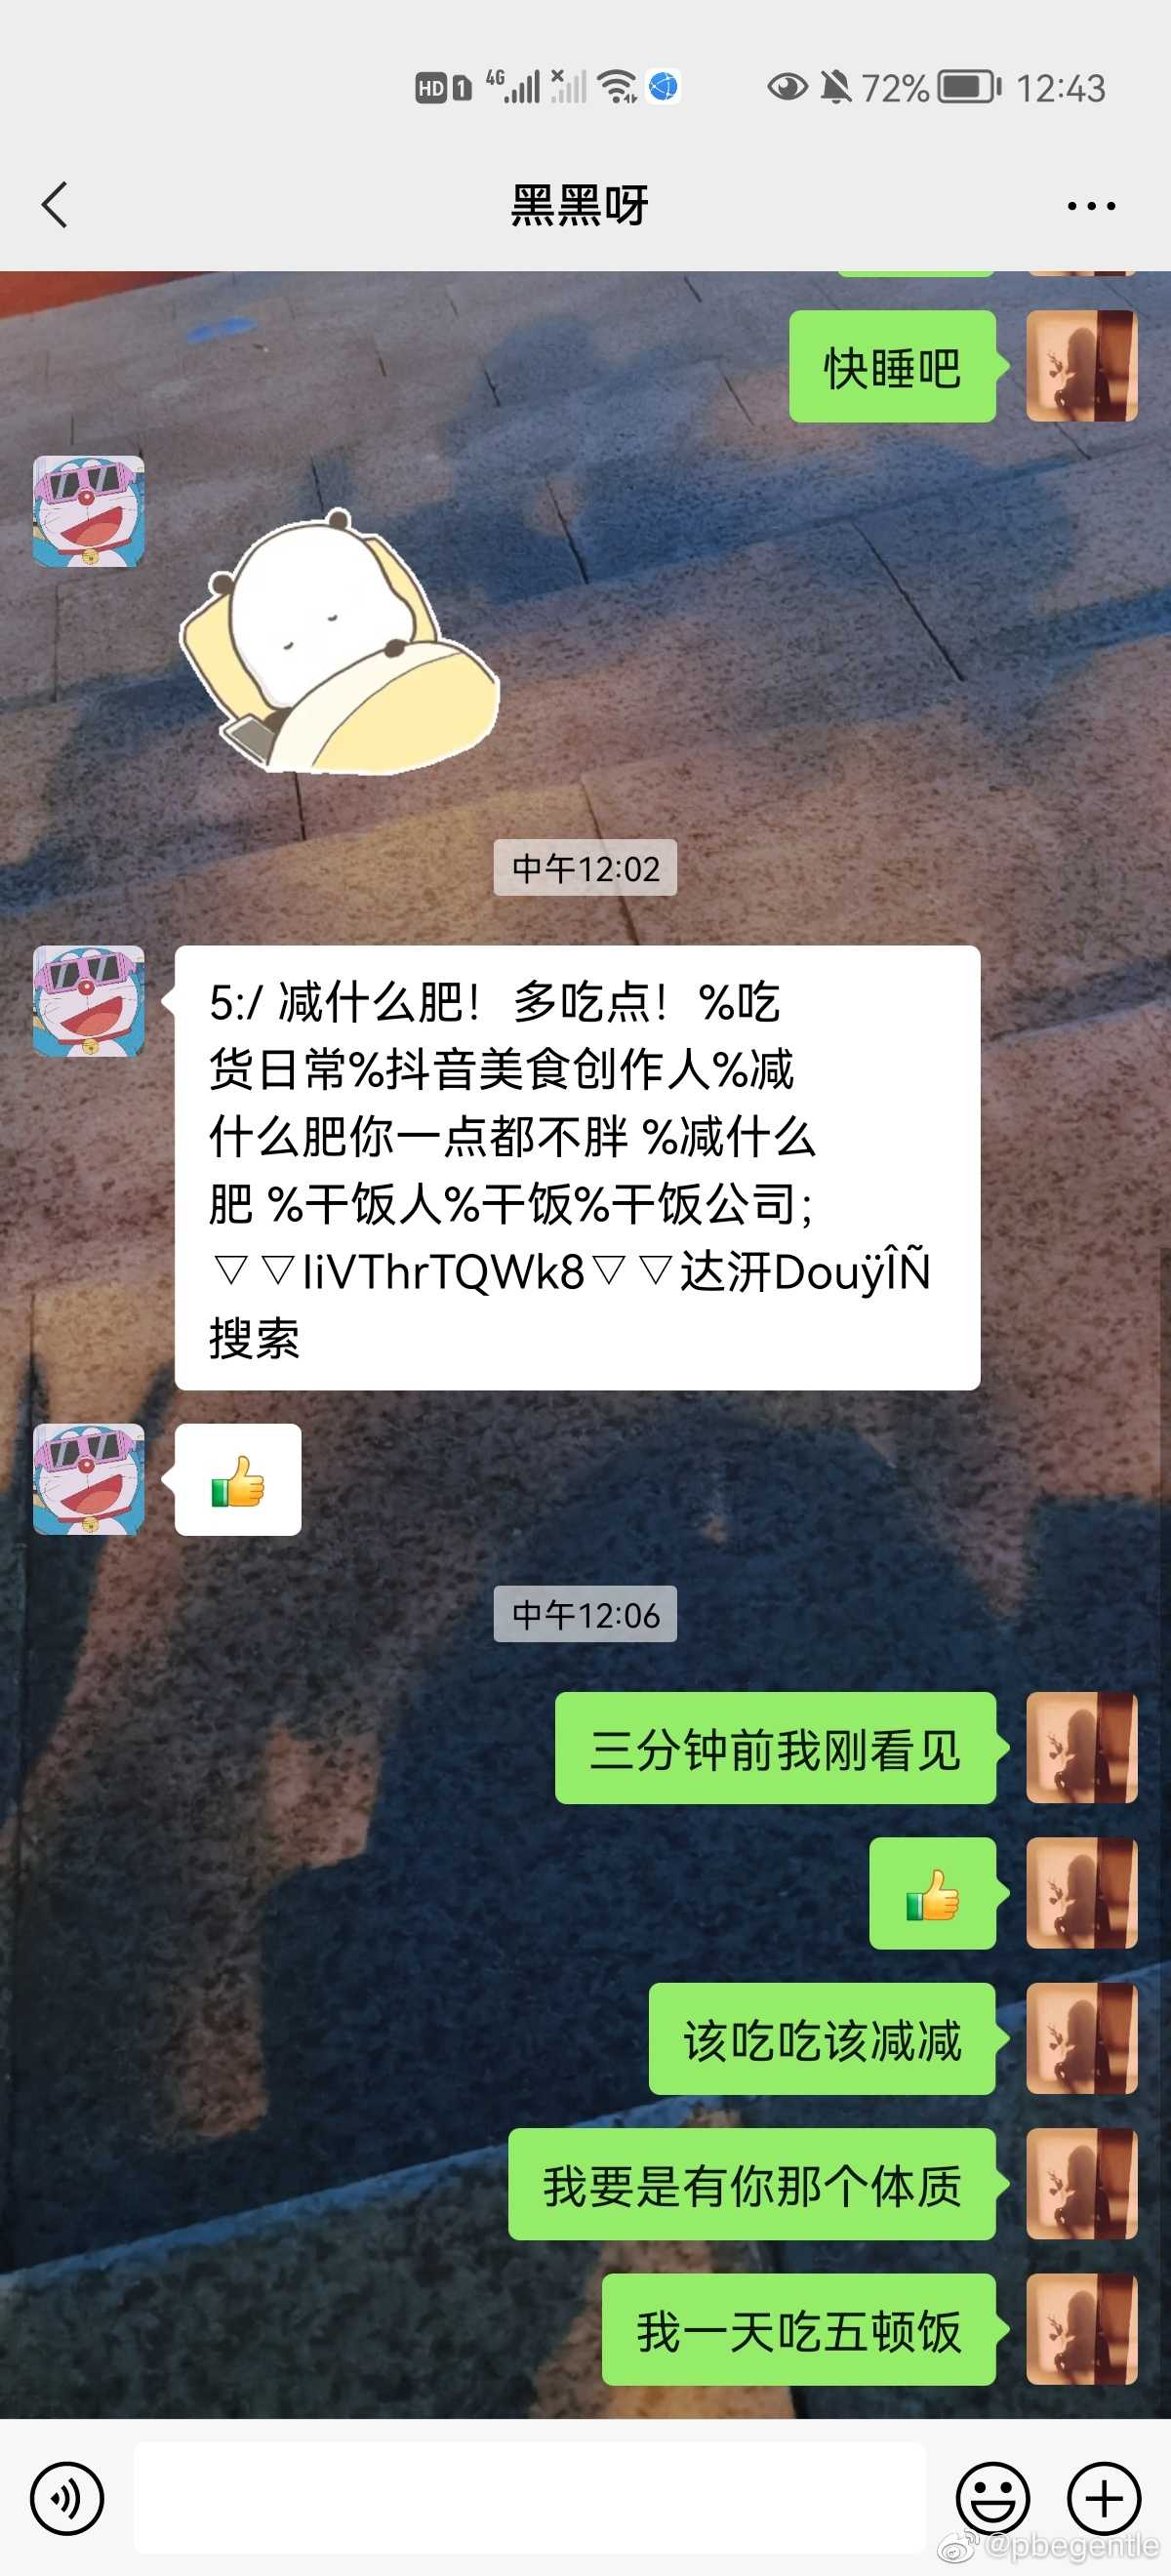 HD 1 4G 72% 12:43
黑黑呀
快睡吧
中午12:02
5:/ 减什么肥！ 多吃点！ %吃
货日常%抖音美食创作人%减
什么肥你一点都不胖 %减什么
肥 %干饭人%干饭%干饭公司；
▽ ▽IiVThrTQWk8▽ ▽达汧DouÿÎÑ
搜索
👍
中午12:06
三分钟前我刚看见
👍
该吃吃该减减
我要是有你那个体质
我一天吃五顿饭
@pbegentle